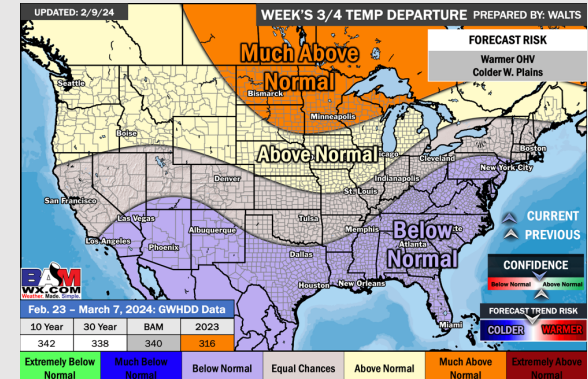 UPDATED: 2/9/24
WEEK'S 3/4 TEMP DEPARTURE PREPARED BY: WALTS
FORECAST RISK
Warmer OHV
Colder W. Plains
Much Above
Normal
Seattle
Bismarck
Minneapolis
Boise
Above Normal
Cleveland
Boston
New York City
Denver
Indianapolis
St. Louis
San Francisco
Las Vegas
Los Angeles
Phoenix
Albuquerque
Tulsa
Memphis
Below
Normal
Atlanta
Dallas
Houston
New Orleans
Miami
CURRENT
PREVIOUS
CONFIDENCE
Below Normal
Above Normal
FORECAST TREND RISK
COLDER
WARMER
BAM
WX.COM
Weather. Made. Simple.
Feb. 23 – March 7, 2024: GWHDD Data
10 Year 30 Year BAM 2023
342 338 340 316
Extremely Below
Normal
Much Below
Normal
Below Normal
Equal Chances
Above Normal
Much Above
Normal
Extremely Above
Normal